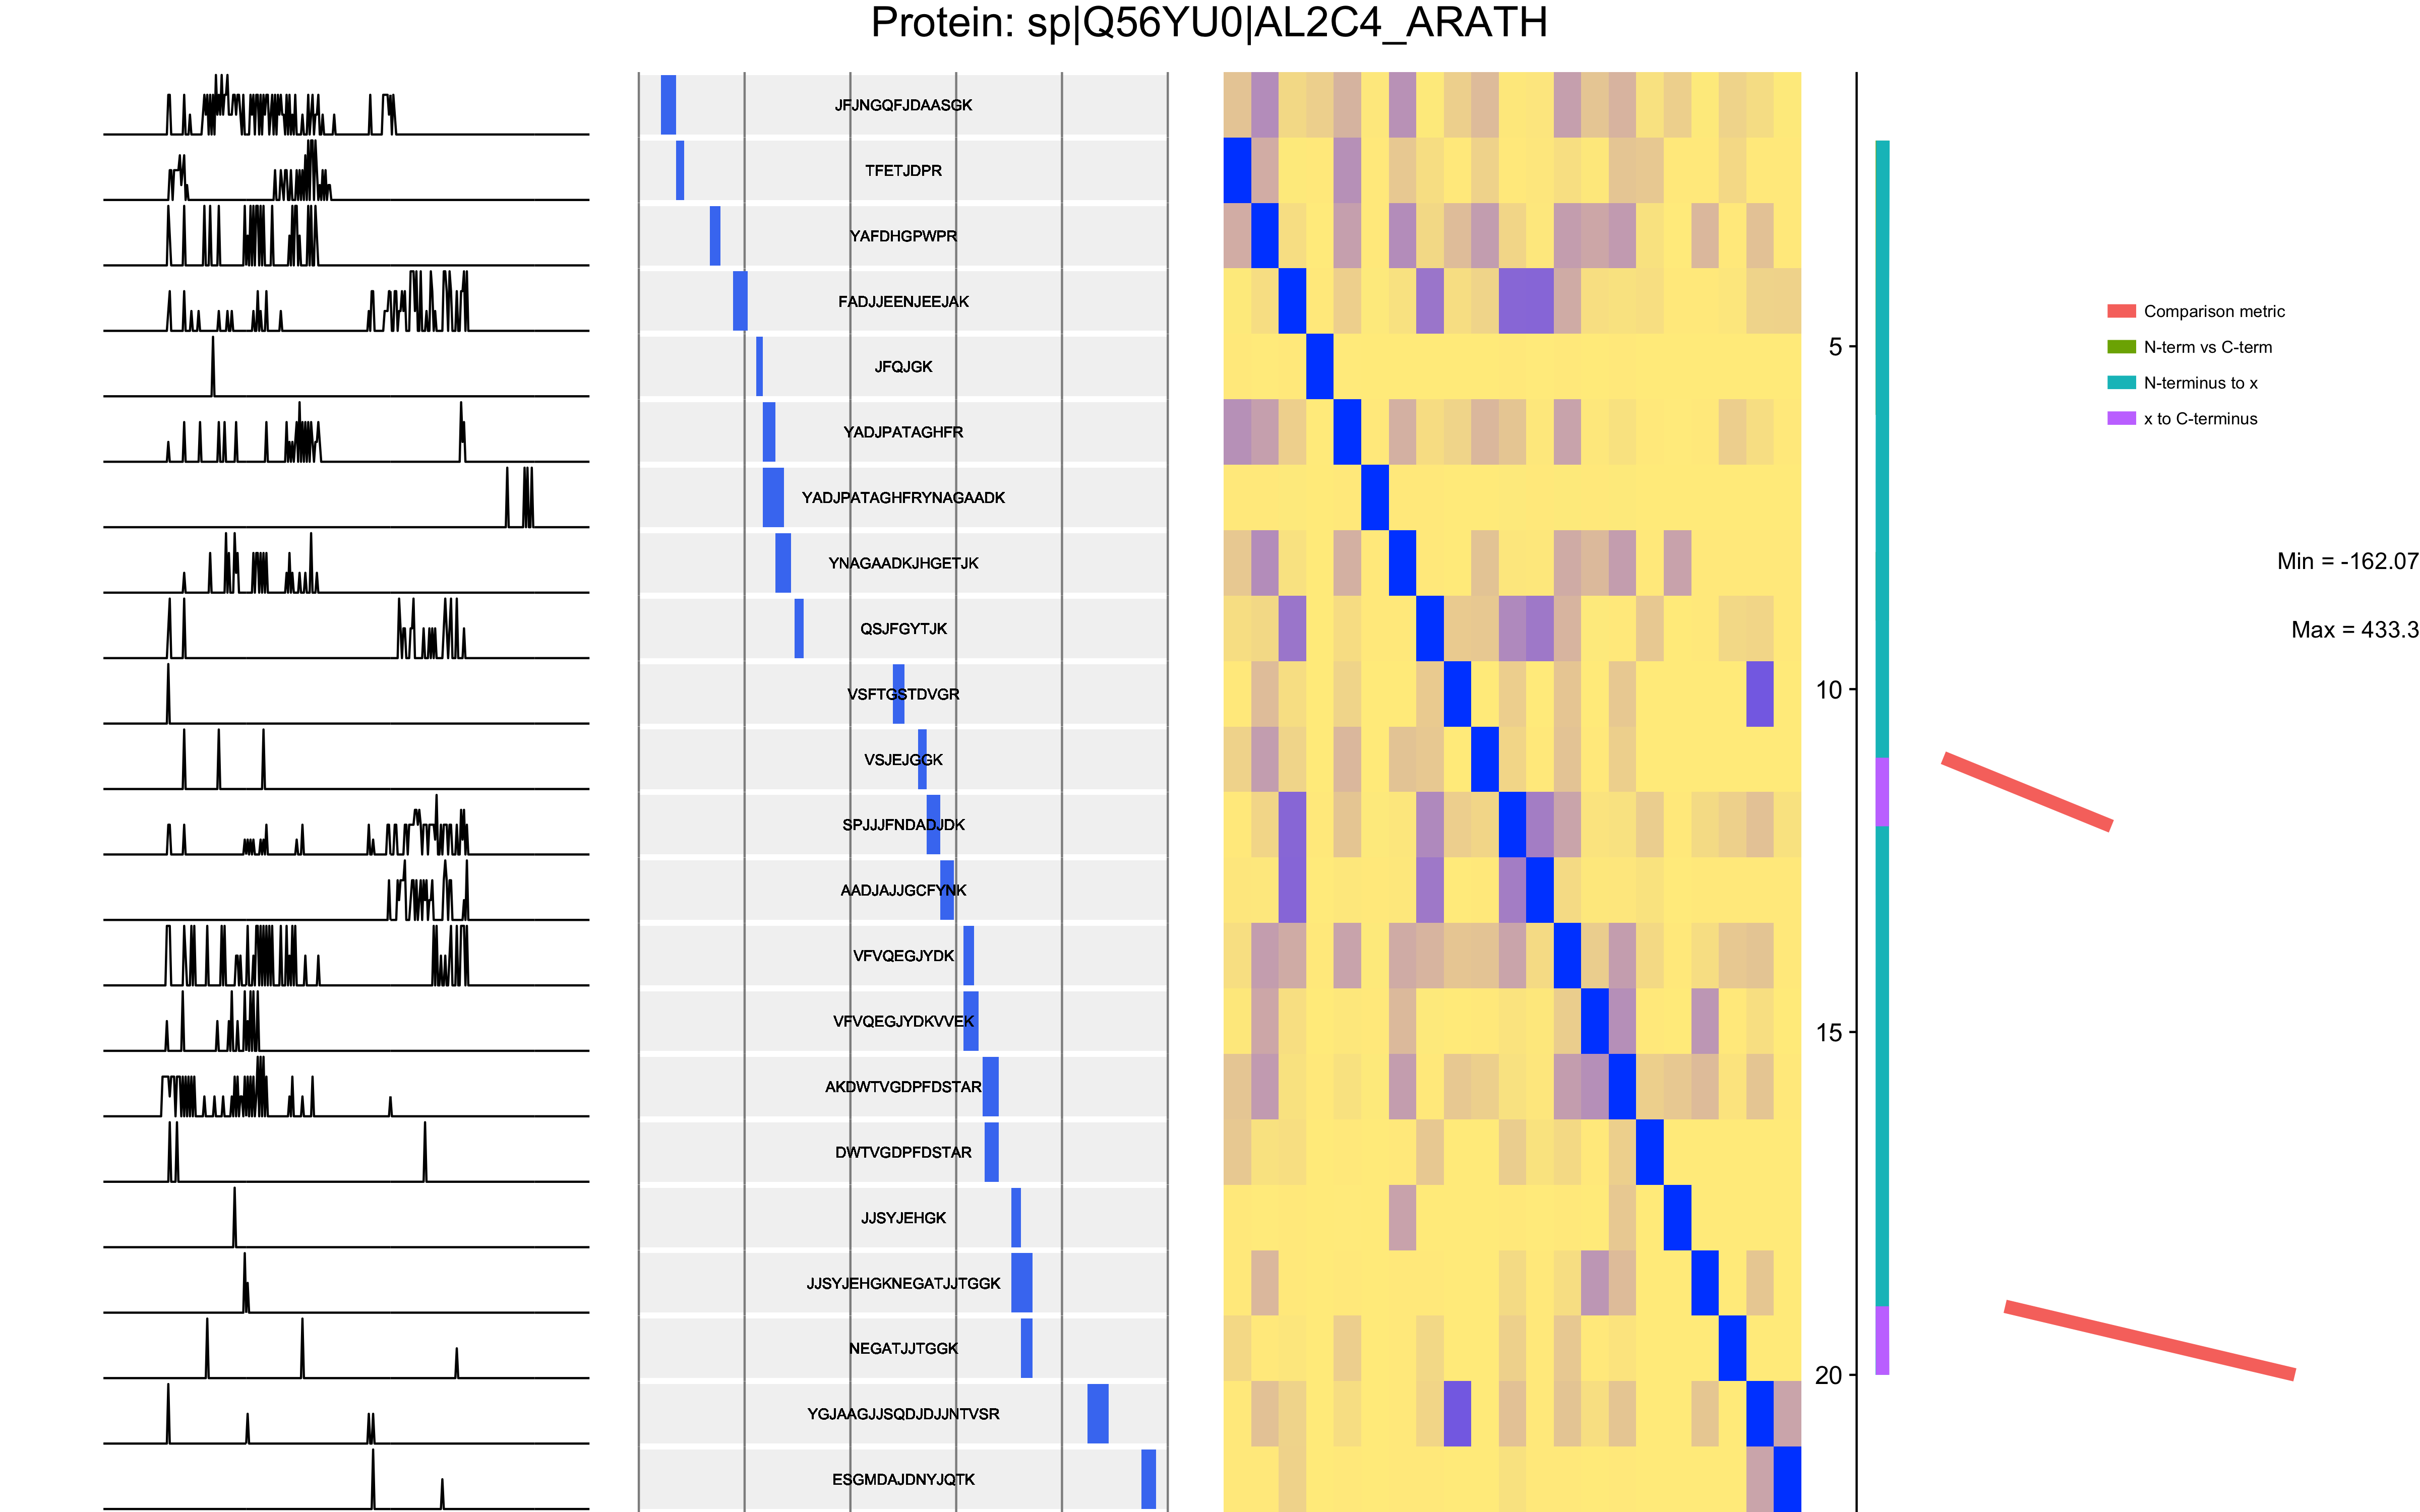 Protein: sp|Q56YU0|AL2C4_ARATH
JFJNGQFJDAASGK
TFETJDPR
YAFDHGPWPR
FADJJEENJEEJAK
JFQJGK
YADJPATAGHFR
YADJPATAGHFRYNAGAADK
YNAGAADKJHGETJK
QSJFGYTJK
VSFTGSTDVGR
VSJEJGGK
SPJJJFNDADJDK
AADJAJJGCFYNK
VFVQEGJYDK
VFVQEGJYDKVVEK
AKDWTVGDPFDSTAR
DWTVGDPFDSTAR
JJSYJEHGK
JJSYJEHGKNEGATJJTGGK
NEGATJJTGGK
YGJAAGJJSQDJDJJNTVSR
ESGMDAJDNYJQTK
5
10
15
20
Comparison metric
N-term vs C-term
N-terminus to x
x to C-terminus
Min = -162.07
Max = 433.3